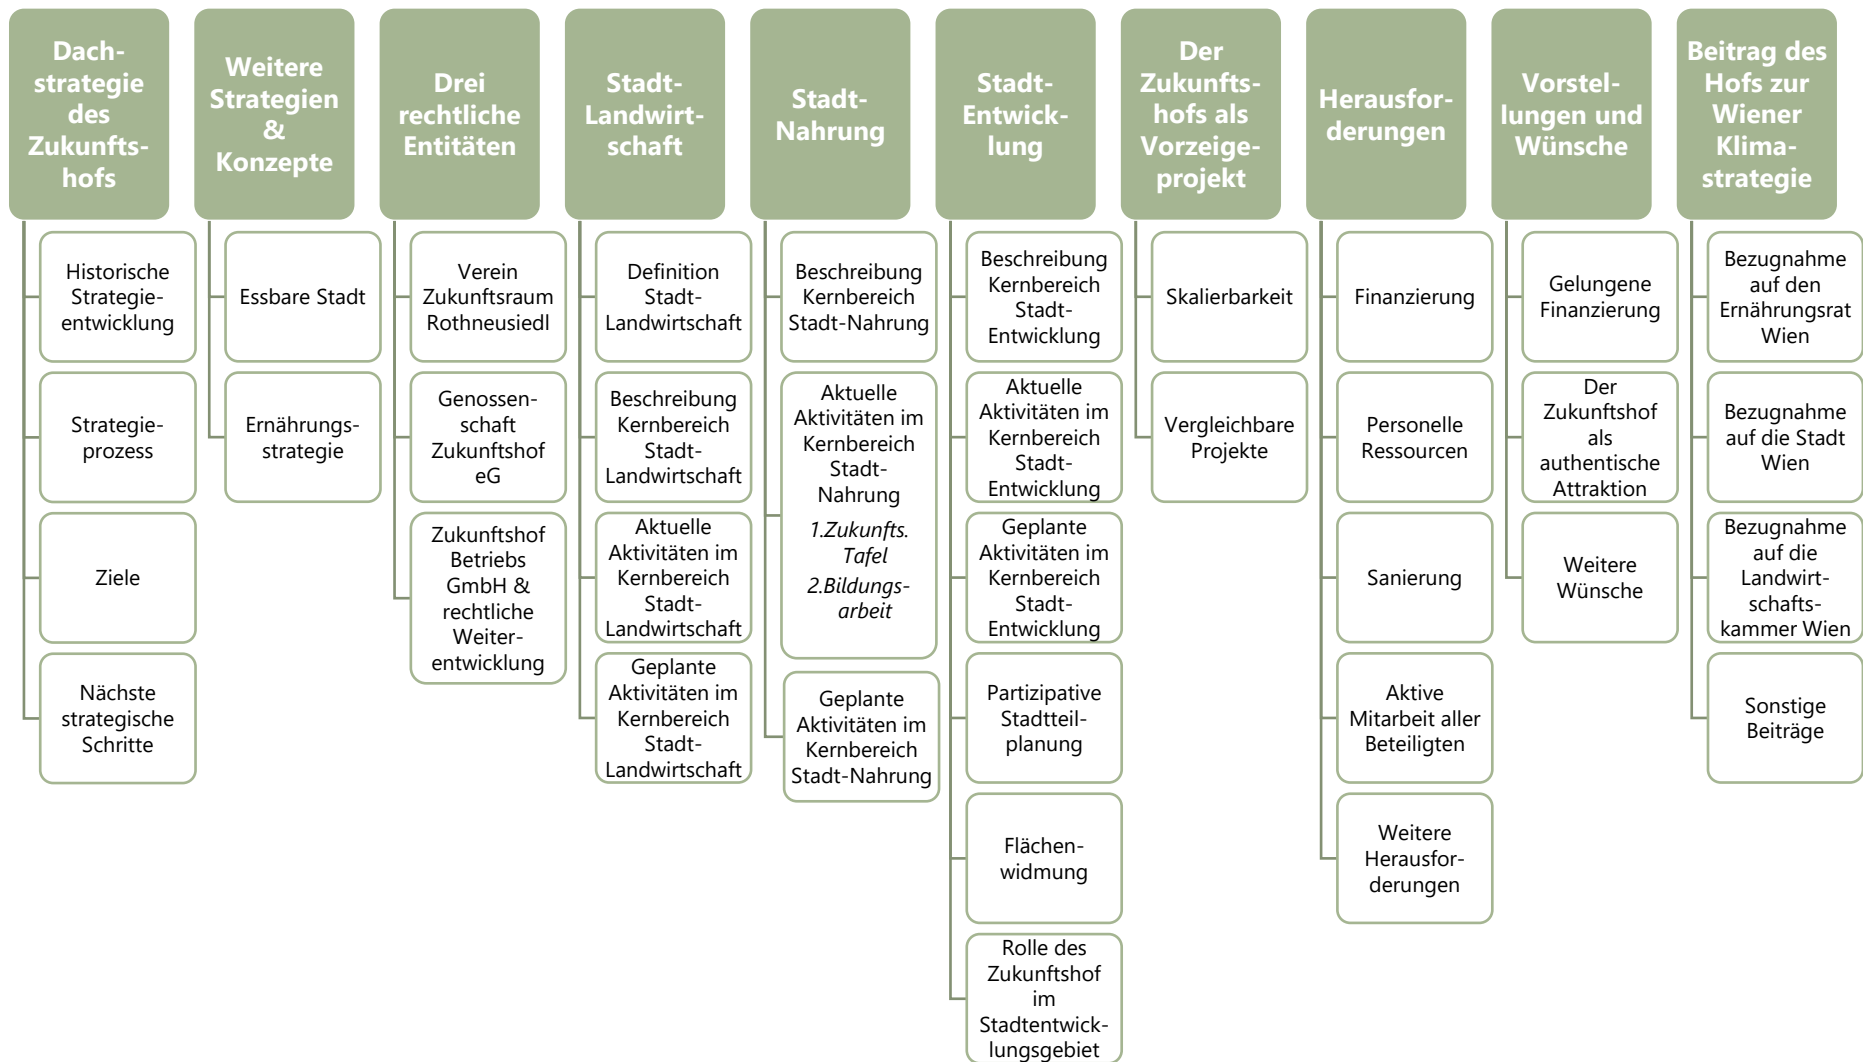 Dach-
strategie
des
Zukunfts-
hofs
Historische
Strategie-
entwicklung
Strategie-
prozess
Ziele
Nächste
strategische
Schritte
Weitere
Strategien
&
Konzepte
Essbare Stadt
Ernährungs-
strategie
Drei
rechtliche
Entitäten
Verein
Zukunftsraum
Rothneusiedl
Genossen-
schaft
Zukunftshof
eG
Zukunftshof
Betriebs
GmbH &
rechtliche
Weiter-
entwicklung
Stadt-
Landwirt-
schaft
Definition
Stadt-
Landwirtschaft
Beschreibung
Kernbereich
Stadt-
Landwirtschaft
Aktuelle
Aktivitäten im
Kernbereich
Stadt-
Landwirtschaft
Geplante
Aktivitäten im
Kernbereich
Stadt-
Landwirtschaft
Stadt-
Nahrung
Beschreibung
Kernbereich
Stadt-Nahrung
Aktuelle
Aktivitäten im
Kernbereich
Stadt-
Nahrung
1.Zukunfts.
Tafel
2.Bildungs-
arbeit
Geplante
Aktivitäten im
Kernbereich
Stadt-Nahrung
Stadt-
Entwick-
lung
Beschreibung
Kernbereich
Stadt-
Entwicklung
Aktuelle
Aktivitäten im
Kernbereich
Stadt-
Entwicklung
Geplante
Aktivitäten im
Kernbereich
Stadt-
Entwicklung
Partizipative
Stadtteil-
planung
Flächen-
widmung
Rolle des
Zukunftshof
im
Stadtentwick-
lungsgebiet
Der
Zukunfts-
hofs als
Vorzeige-
projekt
Skalierbarkeit
Vergleichbare
Projekte
Herausfor-
derungen
Finanzierung
Personelle
Ressourcen
Sanierung
Aktive
Mitarbeit aller
Beteiligten
Weitere
Herausfor-
derungen
Vorstel-
lungen und
Wünsche
Gelungene
Finanzierung
Der
Zukunftshof
als
authentische
Attraktion
Weitere
Wünsche
Beitrag des
Hofs zur
Wiener
Klima-
strategie
Bezugnahme
auf den
Ernährungsrat
Wien
Bezugnahme
auf die Stadt
Wien
Bezugnahme
auf die
Landwirt-
schafts-
kammer Wien
Sonstige
Beiträge